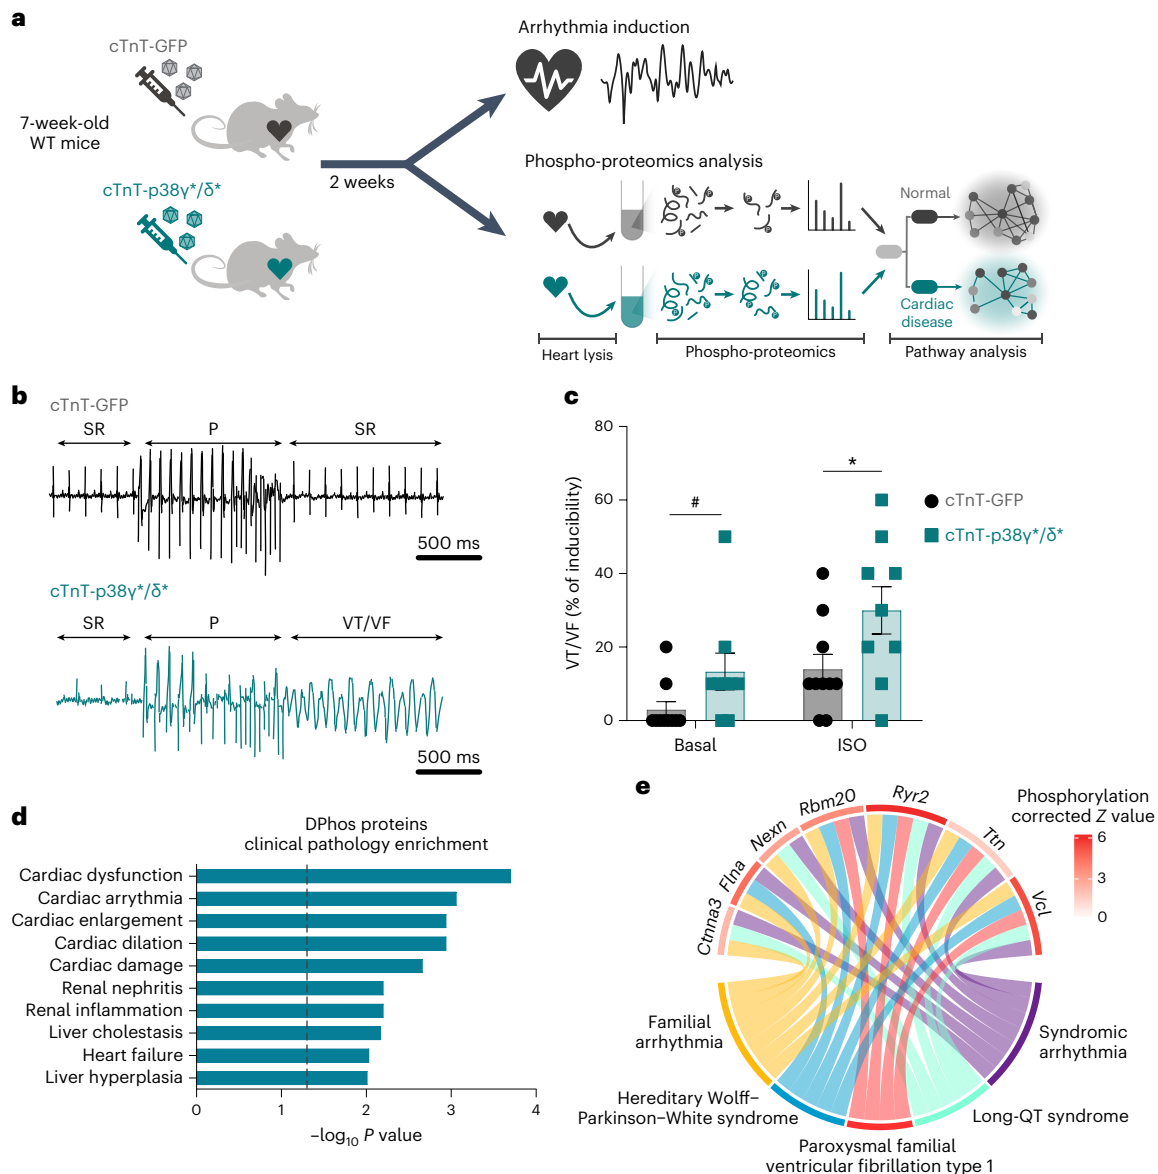 a
cTnT-GFP
7-week-old
WT mice
cTnT-p38γ*/δ*
2 weeks
Arrhythmia induction
Phospho-proteomics analysis
Normal
Cardiac
disease
Heart lysis
Phospho-proteomics
Pathway analysis
b
cTnT-GFP
SR
P
SR
500 ms
cTnT-p38γ*/δ*
SR
P
VT/VF
500 ms
c
VT/VF (% of inducibility)
80
60
40
20
0
#
*
Basal
ISO
cTnT-GFP
cTnT-p38γ*/δ*
d
DPhos proteins
clinical pathology enrichment
Cardiac dysfunction
Cardiac arrythmia
Cardiac enlargement
Cardiac dilation
Cardiac damage
Renal nephritis
Renal inflammation
Liver cholestasis
Heart failure
Liver hyperplasia
0 1 2 3 4
–log10 P value
e
Ctnna3
Flna
Nexn
Rbm20
Ryr2
Ttn
Vcl
Phosphorylation
corrected Z value
6
3
0
Familial
arrhythmia
Hereditary Wolff–
Parkinson–White syndrome
Paroxysmal familial
ventricular fibrillation type 1
Long-QT syndrome
Syndromic
arrhythmia